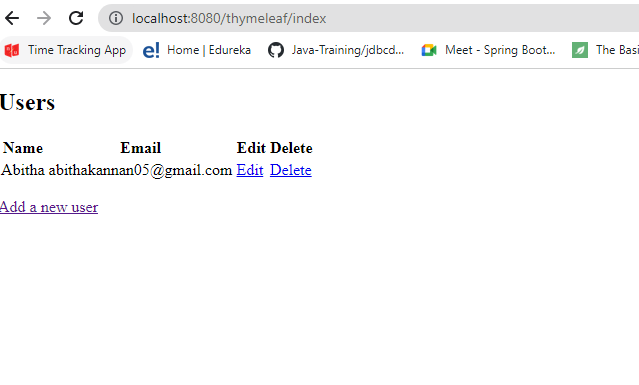 localhost:8080/thymeleaf/index
Time Tracking App e! Home | Edureka Java-Training/jdbcd... Meet - Spring Boot... The Basi
Users
Name Email Edit Delete
Abitha abithakannan05@gmail.com Edit Delete
Add a new user